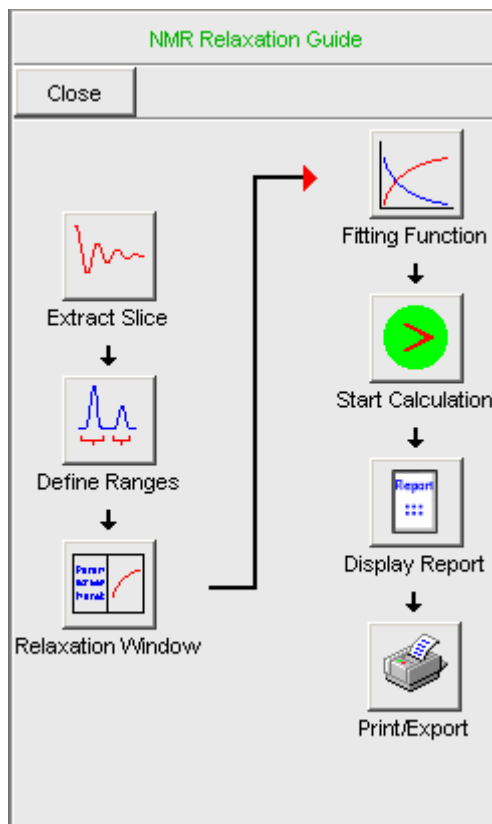 NMR Relaxation Guide
Close
Extract Slice
Define Ranges
Relaxation Window
Fitting Function
Start Calculation
Report
Display Report
Print/Export